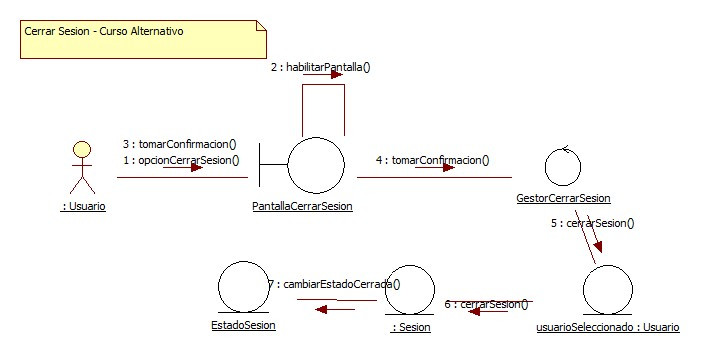 Cerrar Sesion - Curso Alternativo
2 : habilitarPantalla()
3 : tomarConfirmacion()
1 : opcionCerrarSesion()
4 : tomarConfirmacion()
: Usuario
PantallaCerrarSesion
GestorCerrarSesion
5 : cerrarSesion()
7 : cambiarEstadoCerrada()
6 : cerrarSesion()
EstadoSesion
: Sesion
usuarioSeleccionado : Usuario